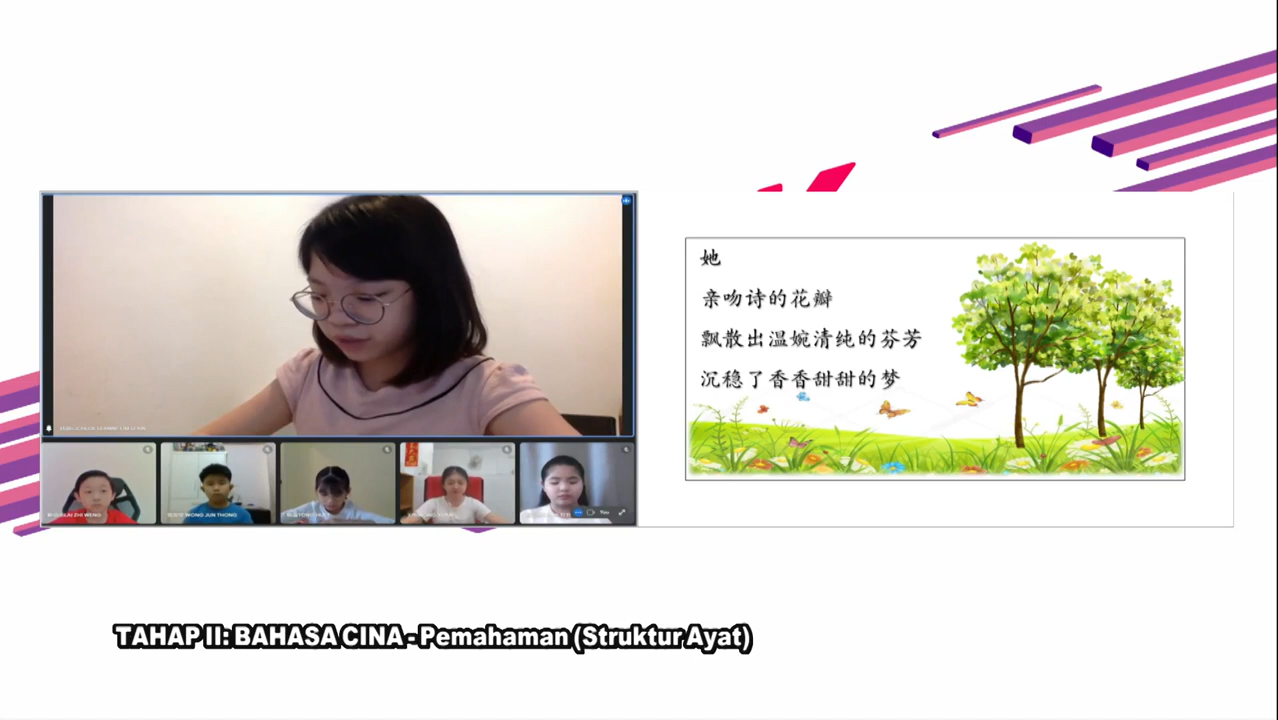 她
亲吻诗的花瓣
飘散出温婉清纯的芬芳
沉稳了香香甜甜的梦
WONG JUN THONG
You
TAHAP II: BAHASA CINA - Pemahaman (Struktur Ayat)